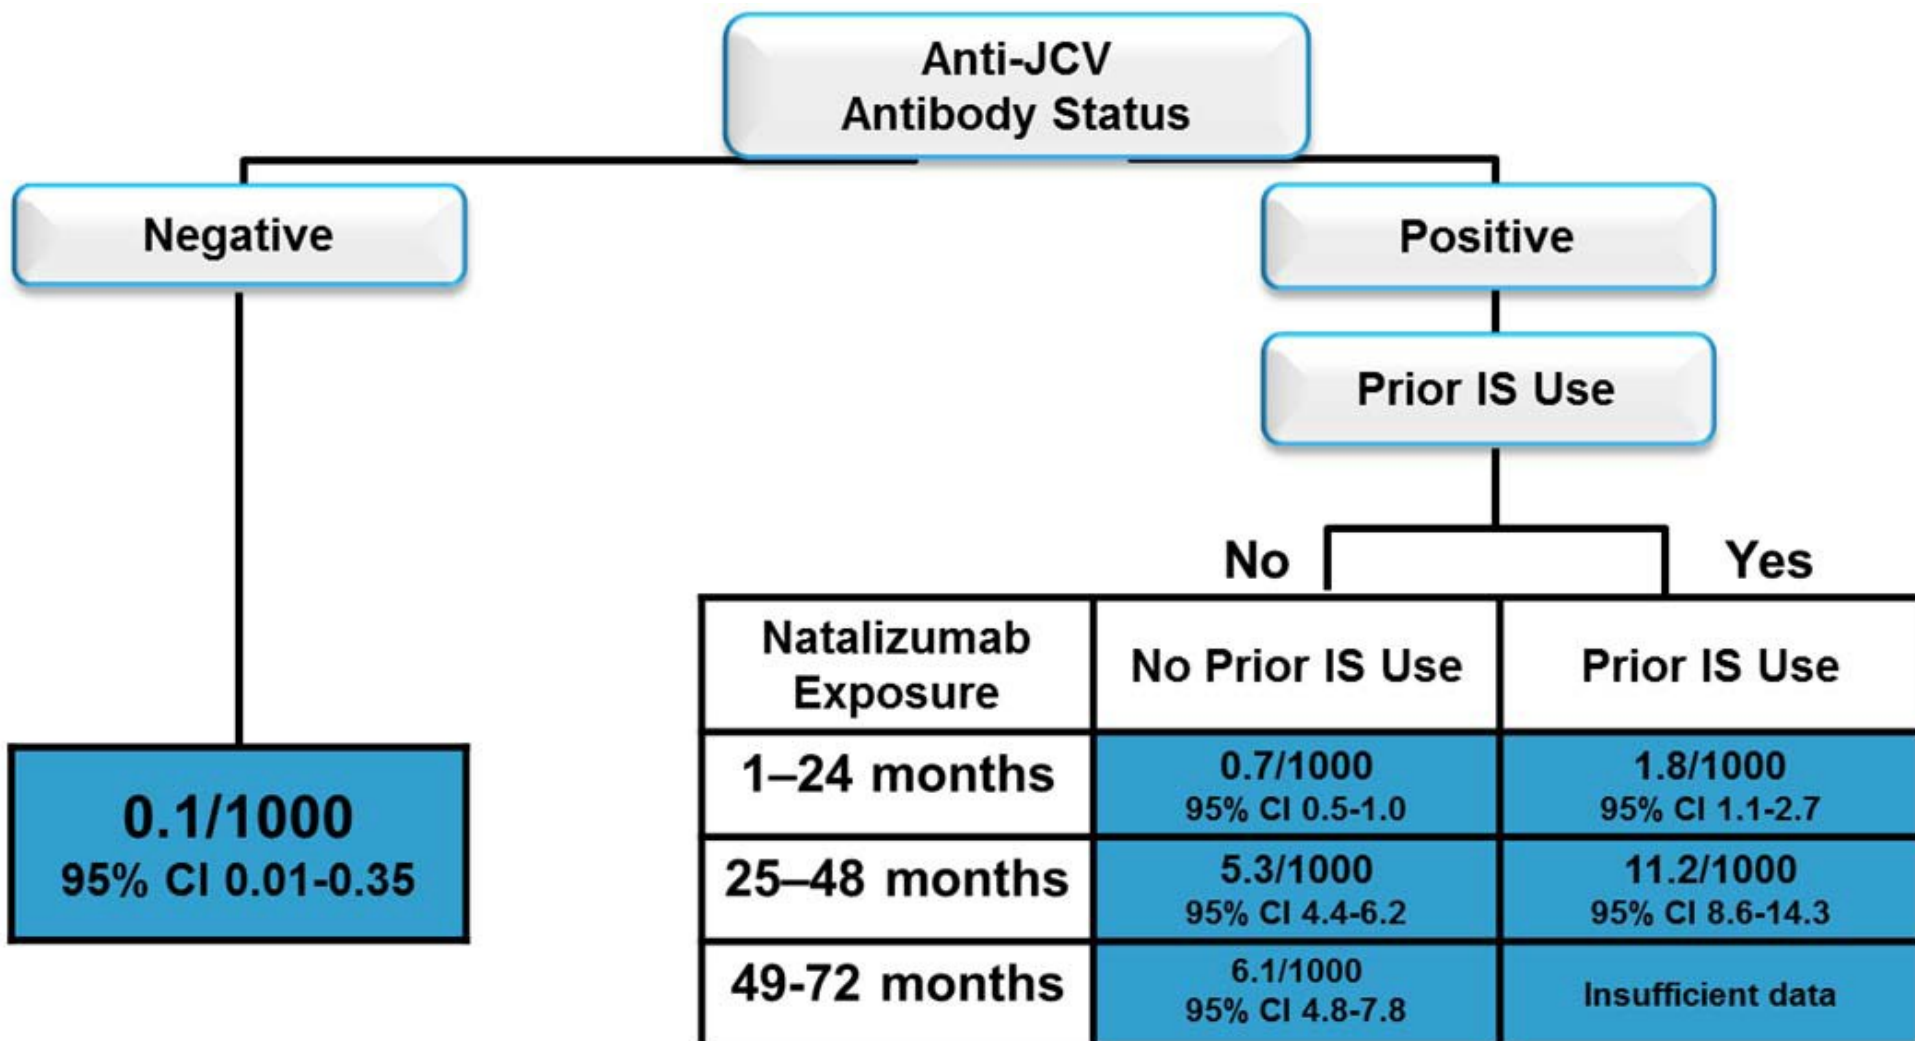 Anti-JCV
Antibody Status
Negative
Positive
Prior IS Use
No
Yes
Natalizumab
Exposure
No Prior IS Use
Prior IS Use
1–24 months
0.7/1000
95% CI 0.5-1.0
1.8/1000
95% CI 1.1-2.7
0.1/1000
95% CI 0.01-0.35
25–48 months
5.3/1000
95% CI 4.4-6.2
11.2/1000
95% CI 8.6-14.3
49-72 months
6.1/1000
95% CI 4.8-7.8
Insufficient data